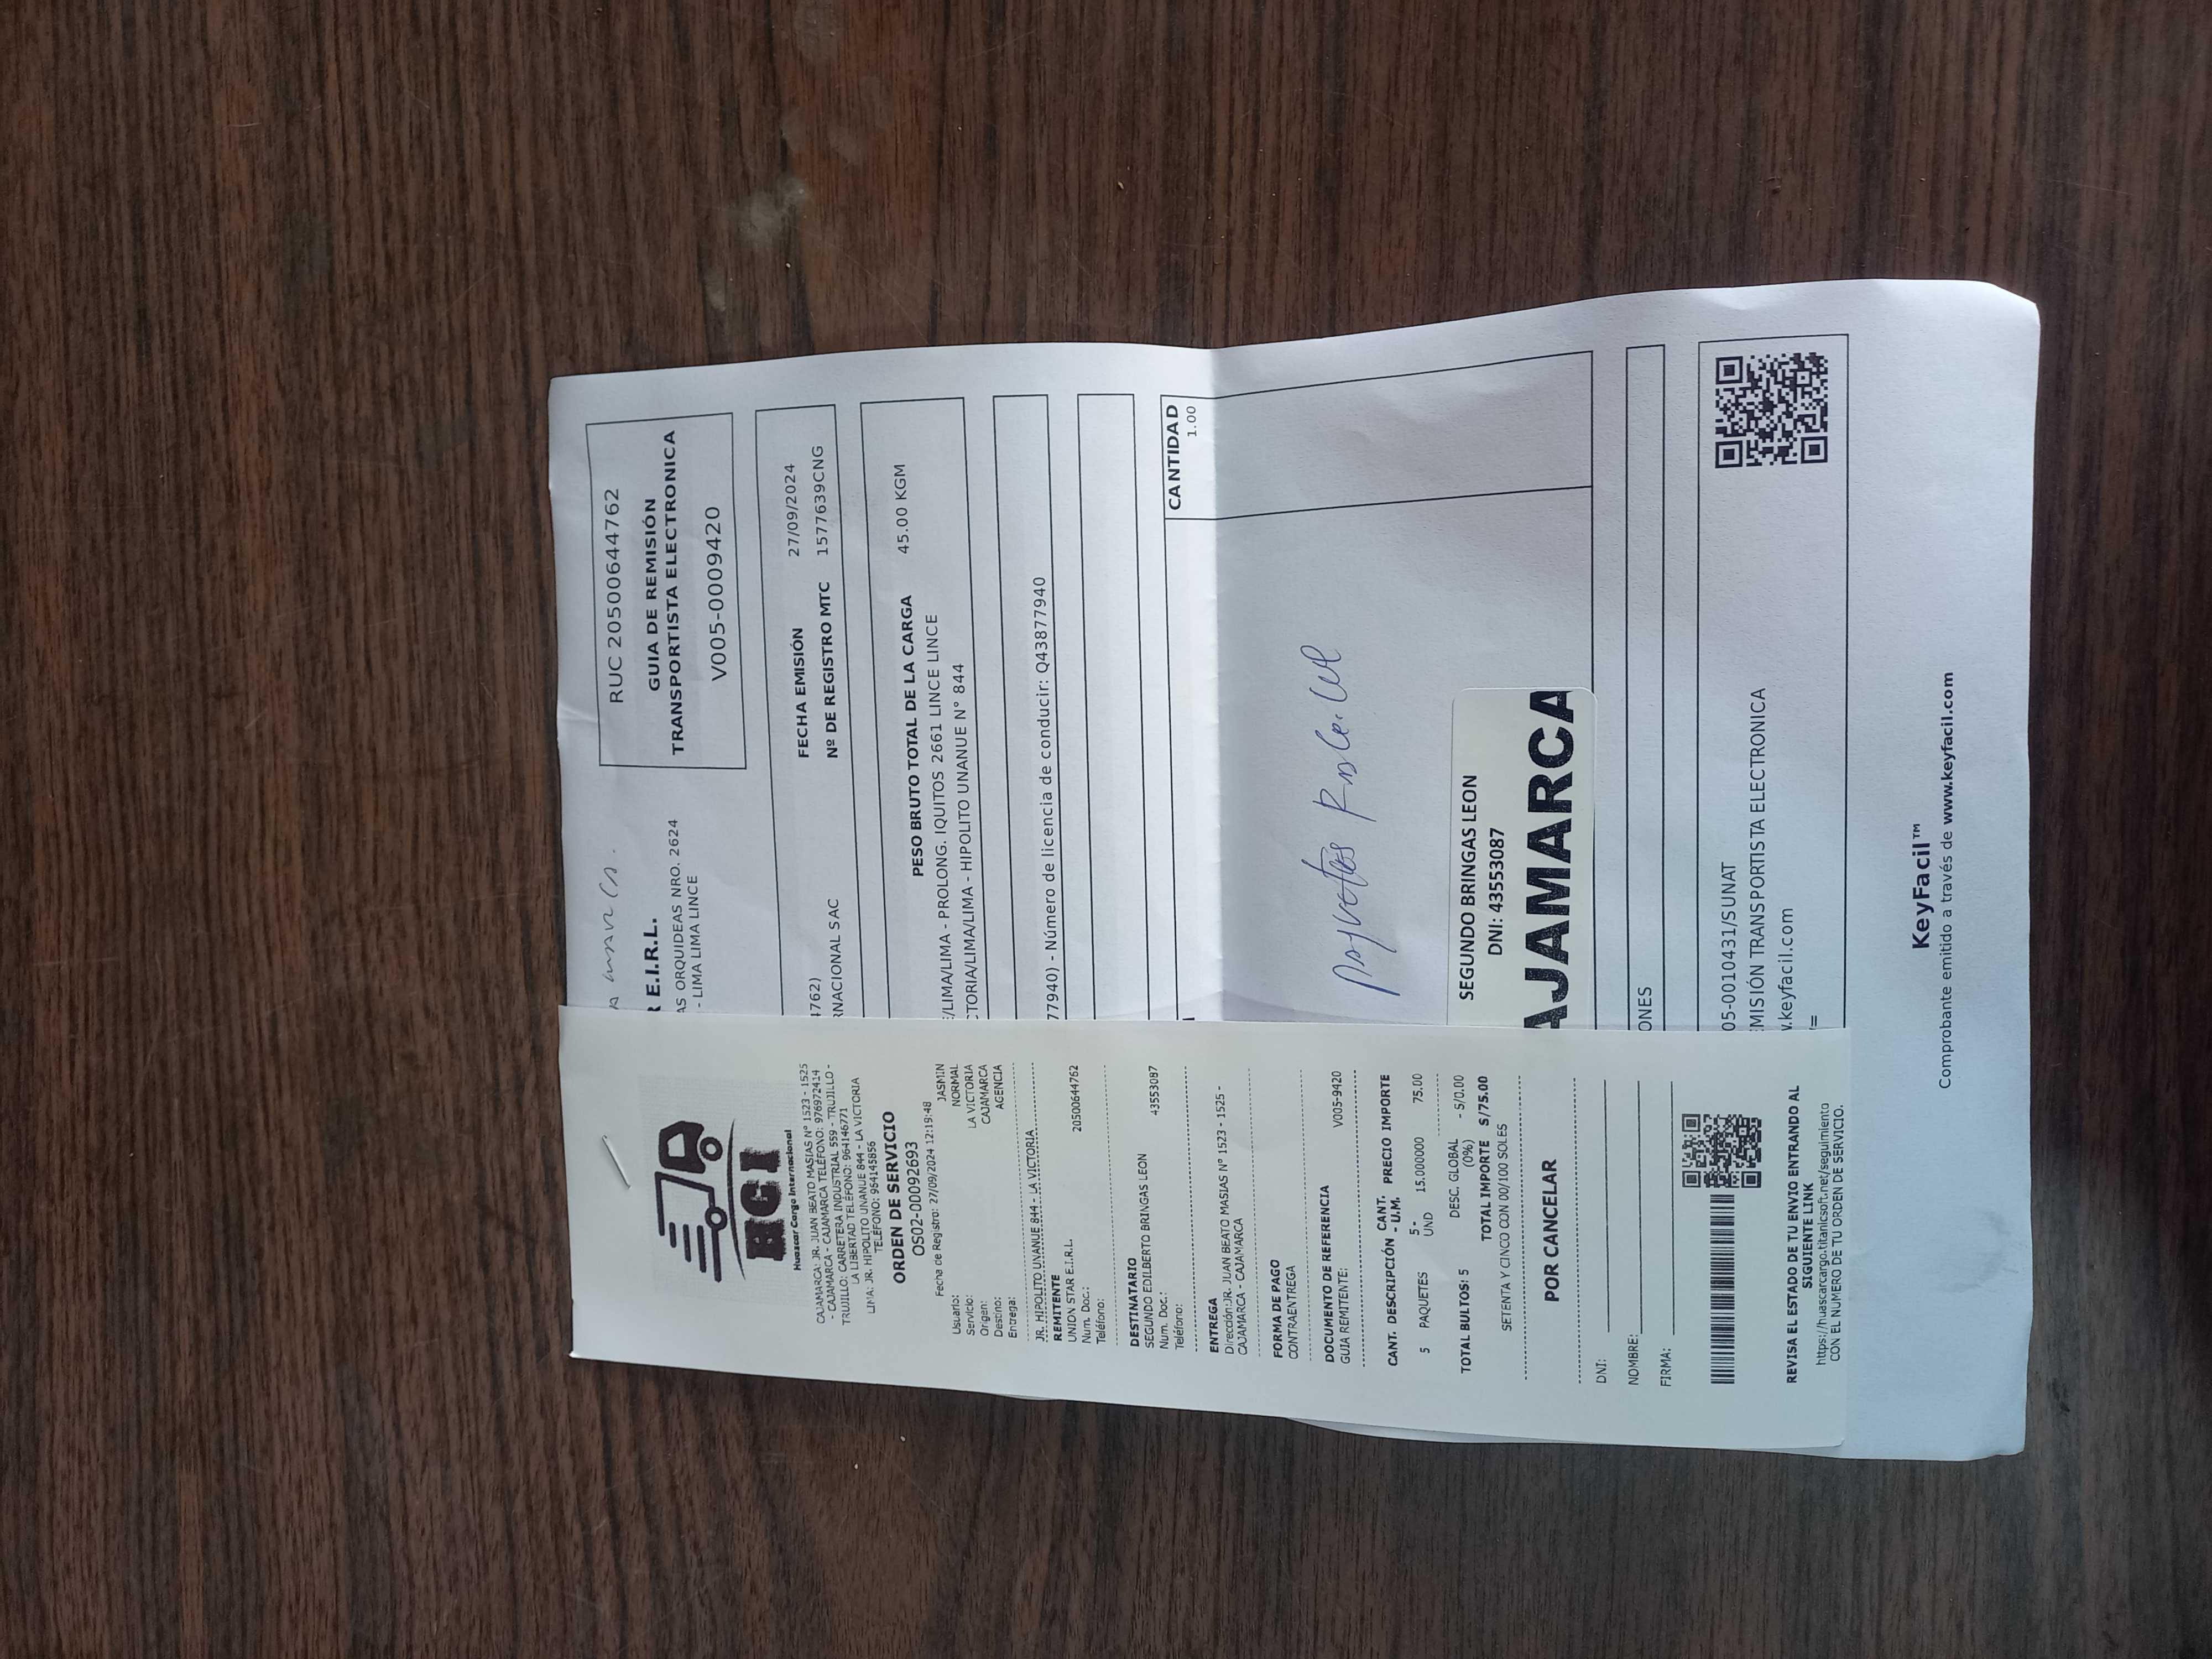 HCI
Huascar Cargo Internacional
CAJAMARCA: JR. JUAN BEATO MASIAS N° 1523 - 1525
- CAJAMARCA - CAJAMARCA TELÉFONO: 976972414
TRUJILLO: CARRETERA INDUSTRIAL 559 - TRUJILLO -
LA LIBERTAD TELÉFONO: 964146771
LIMA: JR. HIPOLITO UNANUE 844 - LA VICTORIA
TELÉFONO: 954145856
ORDEN DE SERVICIO
OS02-00092693
Fecha de Registro: 27/09/2024 12:19:48
Usuario: JASMIN
Servicio: NORMAL
Origen: LA VICTORIA
Destino: CAJAMARCA
Entrega: AGENCIA
JR. HIPOLITO UNANUE 844 - LA VICTORIA
REMITENTE
UNION STAR E.I.R.L.
Num. Doc.: 20500644762
Teléfono:
DESTINATARIO
SEGUNDO EDILBERTO BRINGAS LEON
Num. Doc.: 43553087
Teléfono:
ENTREGA
Dirección:JR. JUAN BEATO MASIAS N° 1523 - 1525 -
CAJAMARCA - CAJAMARCA
FORMA DE PAGO
CONTRAENTREGA
DOCUMENTO DE REFERENCIA
GUIA REMITENTE: V005-9420
CANT. DESCRIPCIÓN CANT. - U.M. PRECIO IMPORTE
5 PAQUETES 5 - UND 15.000000 75.00
DESC. GLOBAL (0%) - S/0.00
TOTAL BULTOS: 5 TOTAL IMPORTE S/75.00
SETENTA Y CINCO CON 00/100 SOLES
POR CANCELAR
DNI:
NOMBRE:
FIRMA:
REVISA EL ESTADO DE TU ENVIO ENTRANDO AL
SIGUIENTE LINK
https://huascarcargo.titanicsoft.net/seguimiento
CON EL NÚMERO DE TU ORDEN DE SERVICIO.
R E.I.R.L.
AS ORQUIDEAS NRO. 2624
- LIMA LIMA LINCE
RUC 20500644762
GUIA DE REMISIÓN
TRANSPORTISTA ELECTRONICA
V005-0009420
FECHA EMISIÓN 27/09/2024
4762) Nº DE REGISTRO MTC 1577639CNG
RNACIONAL SAC
PESO BRUTO TOTAL DE LA CARGA 45.00 KGM
E/LIMA/LIMA - PROLONG. IQUITOS 2661 LINCE LINCE
CTORIA/LIMA/LIMA - HIPOLITO UNANUE N° 844
77940) - Número de licencia de conducir: Q43877940
CANTIDAD
1.00
SEGUNDO BRINGAS LEON
DNI: 43553087
AJAMARCA
ONES
05-0010431/SUNAT
EMISIÓN TRANSPORTISTA ELECTRONICA
v.keyfacil.com
KeyFacil™
Comprobante emitido a través de www.keyfacil.com